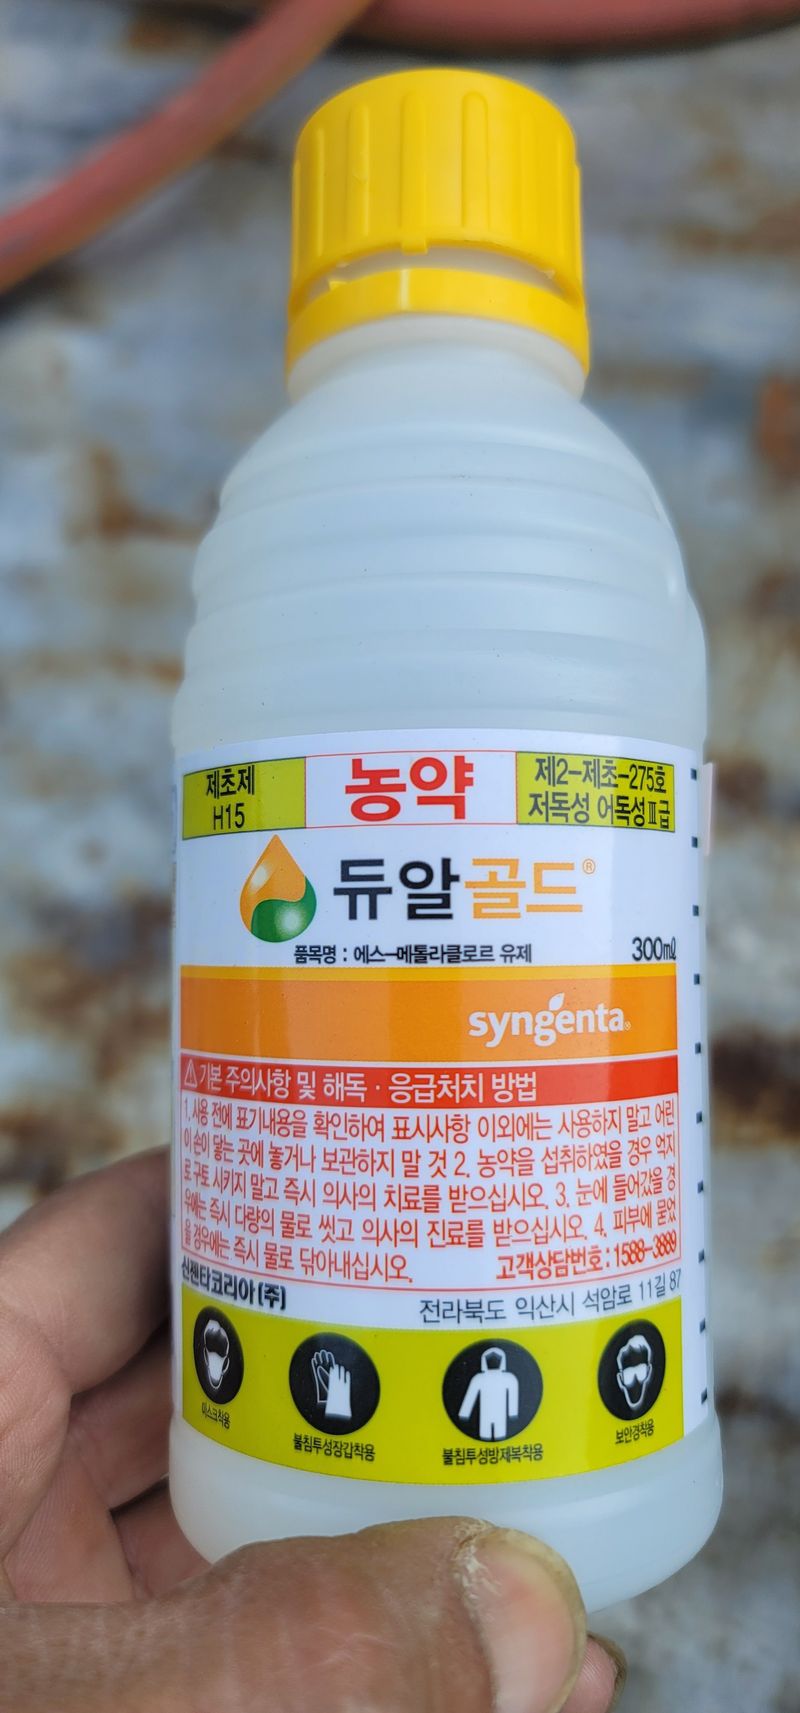 제초제
H15
농약
제2-제초-275호
저독성 어독성Ⅲ급
듀알골드®
품목명 : 에스-메톨라클로르 유제
300㎖
syngenta®
기본 주의사항 및 해독 · 응급처치 방법
1. 사용 전에 표기내용을 확인하여 표시사항 이외에는 사용하지 말고 어린
이 손이 닿는 곳에 놓거나 보관하지 말 것 2. 농약을 섭취하였을 경우 억지
로 구토 시키지 말고 즉시 의사의 치료를 받으십시오. 3. 눈에 들어갔을 경
우에는 즉시 다량의 물로 씻고 의사의 진료를 받으십시오. 4. 피부에 묻었
을 경우에는 즉시 물로 닦아내십시오.
고객상담번호 : 1588-3889
신젠타코리아(주)
전라북도 익산시 석암로 11길 87
마스크착용
불침투성장갑착용
불침투성방제복착용
보안경착용